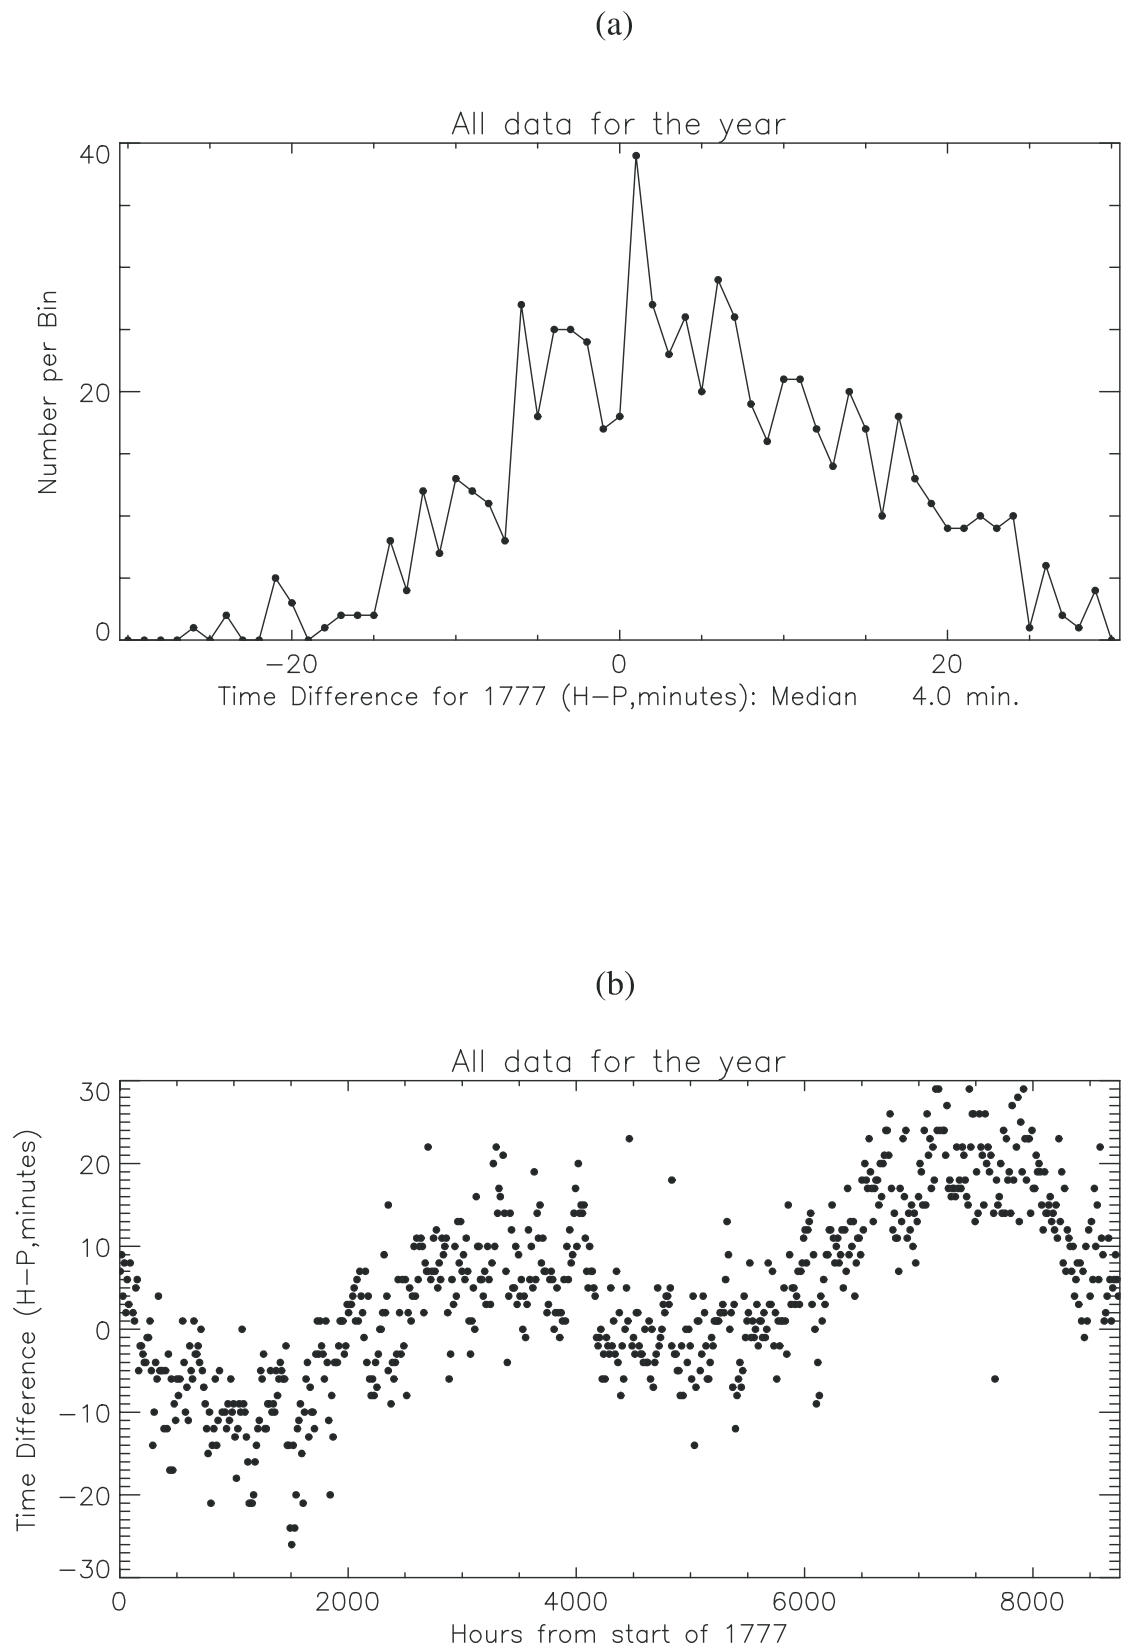 (a)
All data for the year
40
20
0
Number per Bin
−20 0 20
Time Difference for 1777 (H−P,minutes): Median 4.0 min.
(b)
All data for the year
30
20
10
0
−10
−20
−30
Time Difference (H−P,minutes)
0 2000 4000 6000 8000
Hours from start of 1777